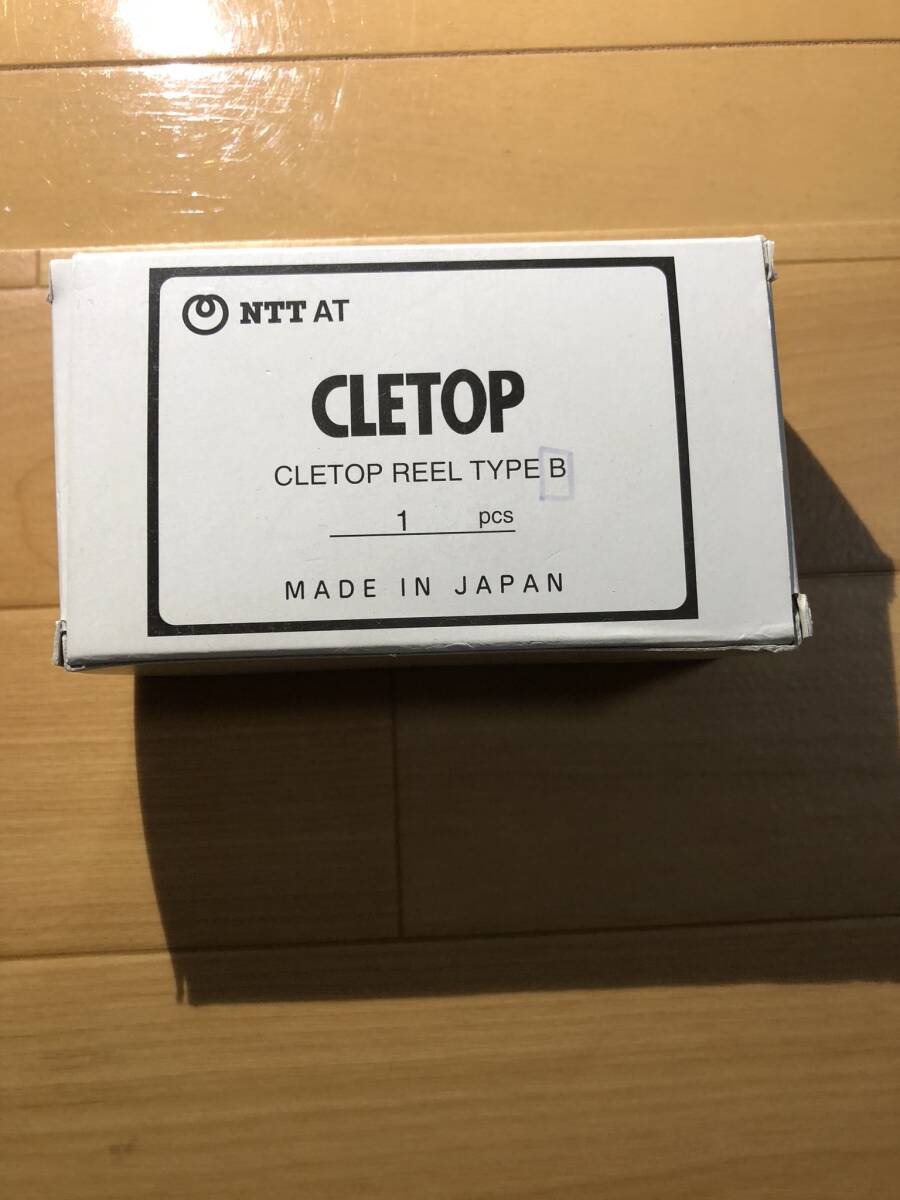 NTT AT
CLETOP
CLETOP REEL TYPE B
1 pcs
MADE IN JAPAN